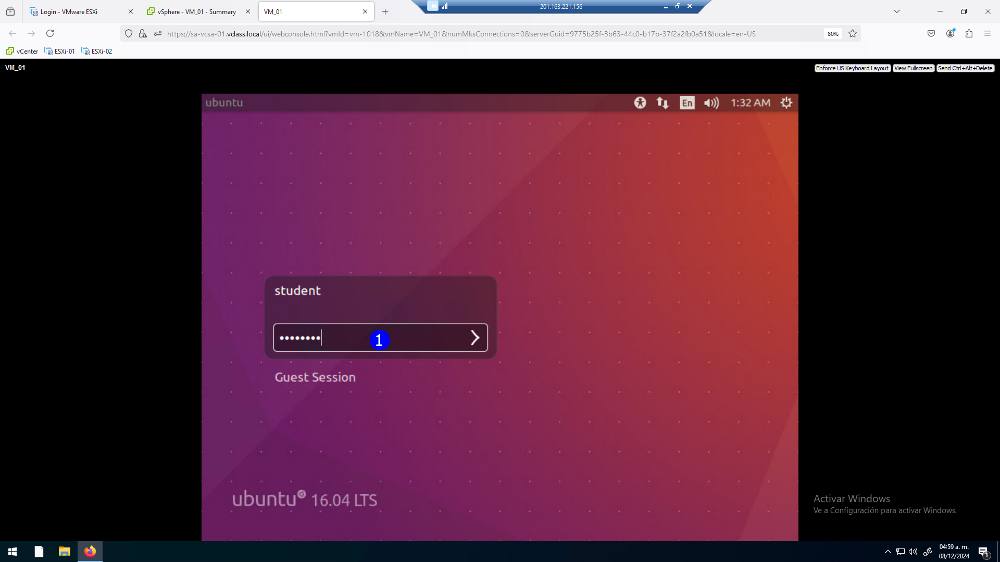 Login - VMware ESXi
vSphere - VM_01 - Summary
VM_01
201.163.221.156
https://sa-vcsa-01.vclass.local/ui/webconsole.html?vmId=vm-1018&vmName=VM_01&numMksConnections=0&serverGuid=9775b25f-3b63-44c0-b17b-37f2a2fb0a51&locale=en-US
80%
vCenter
ESXi-01
ESXi-02
VM_01
Enforce US Keyboard Layout
View Fullscreen
Send Ctrl+Alt+Delete
ubuntu
En
1:32 AM
student
1
Guest Session
ubuntu 16.04 LTS
Activar Windows
Ve a Configuración para activar Windows.
04:59 a. m.
08/12/2024
1